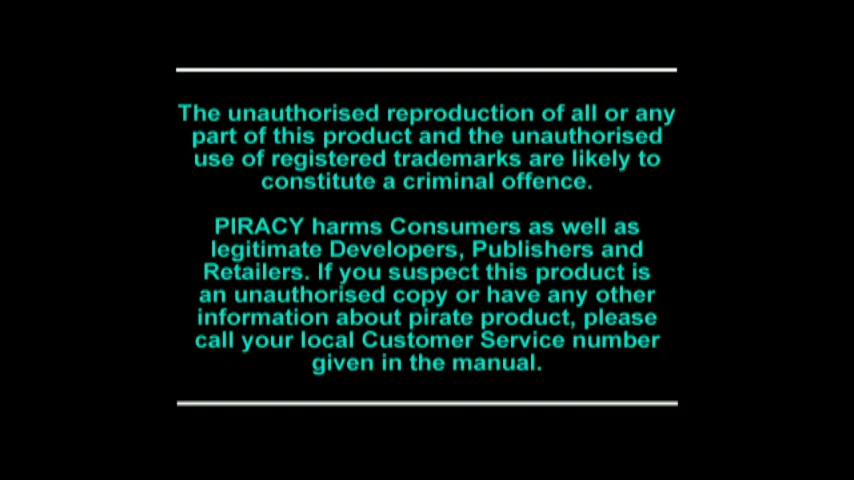 The unauthorised reproduction of all or any
part of this product and the unauthorised
use of registered trademarks are likely to
constitute a criminal offence.
PIRACY harms Consumers as well as
legitimate Developers, Publishers and
Retailers. If you suspect this product is
an unauthorised copy or have any other
information about pirate product, please
call your local Customer Service number
given in the manual.